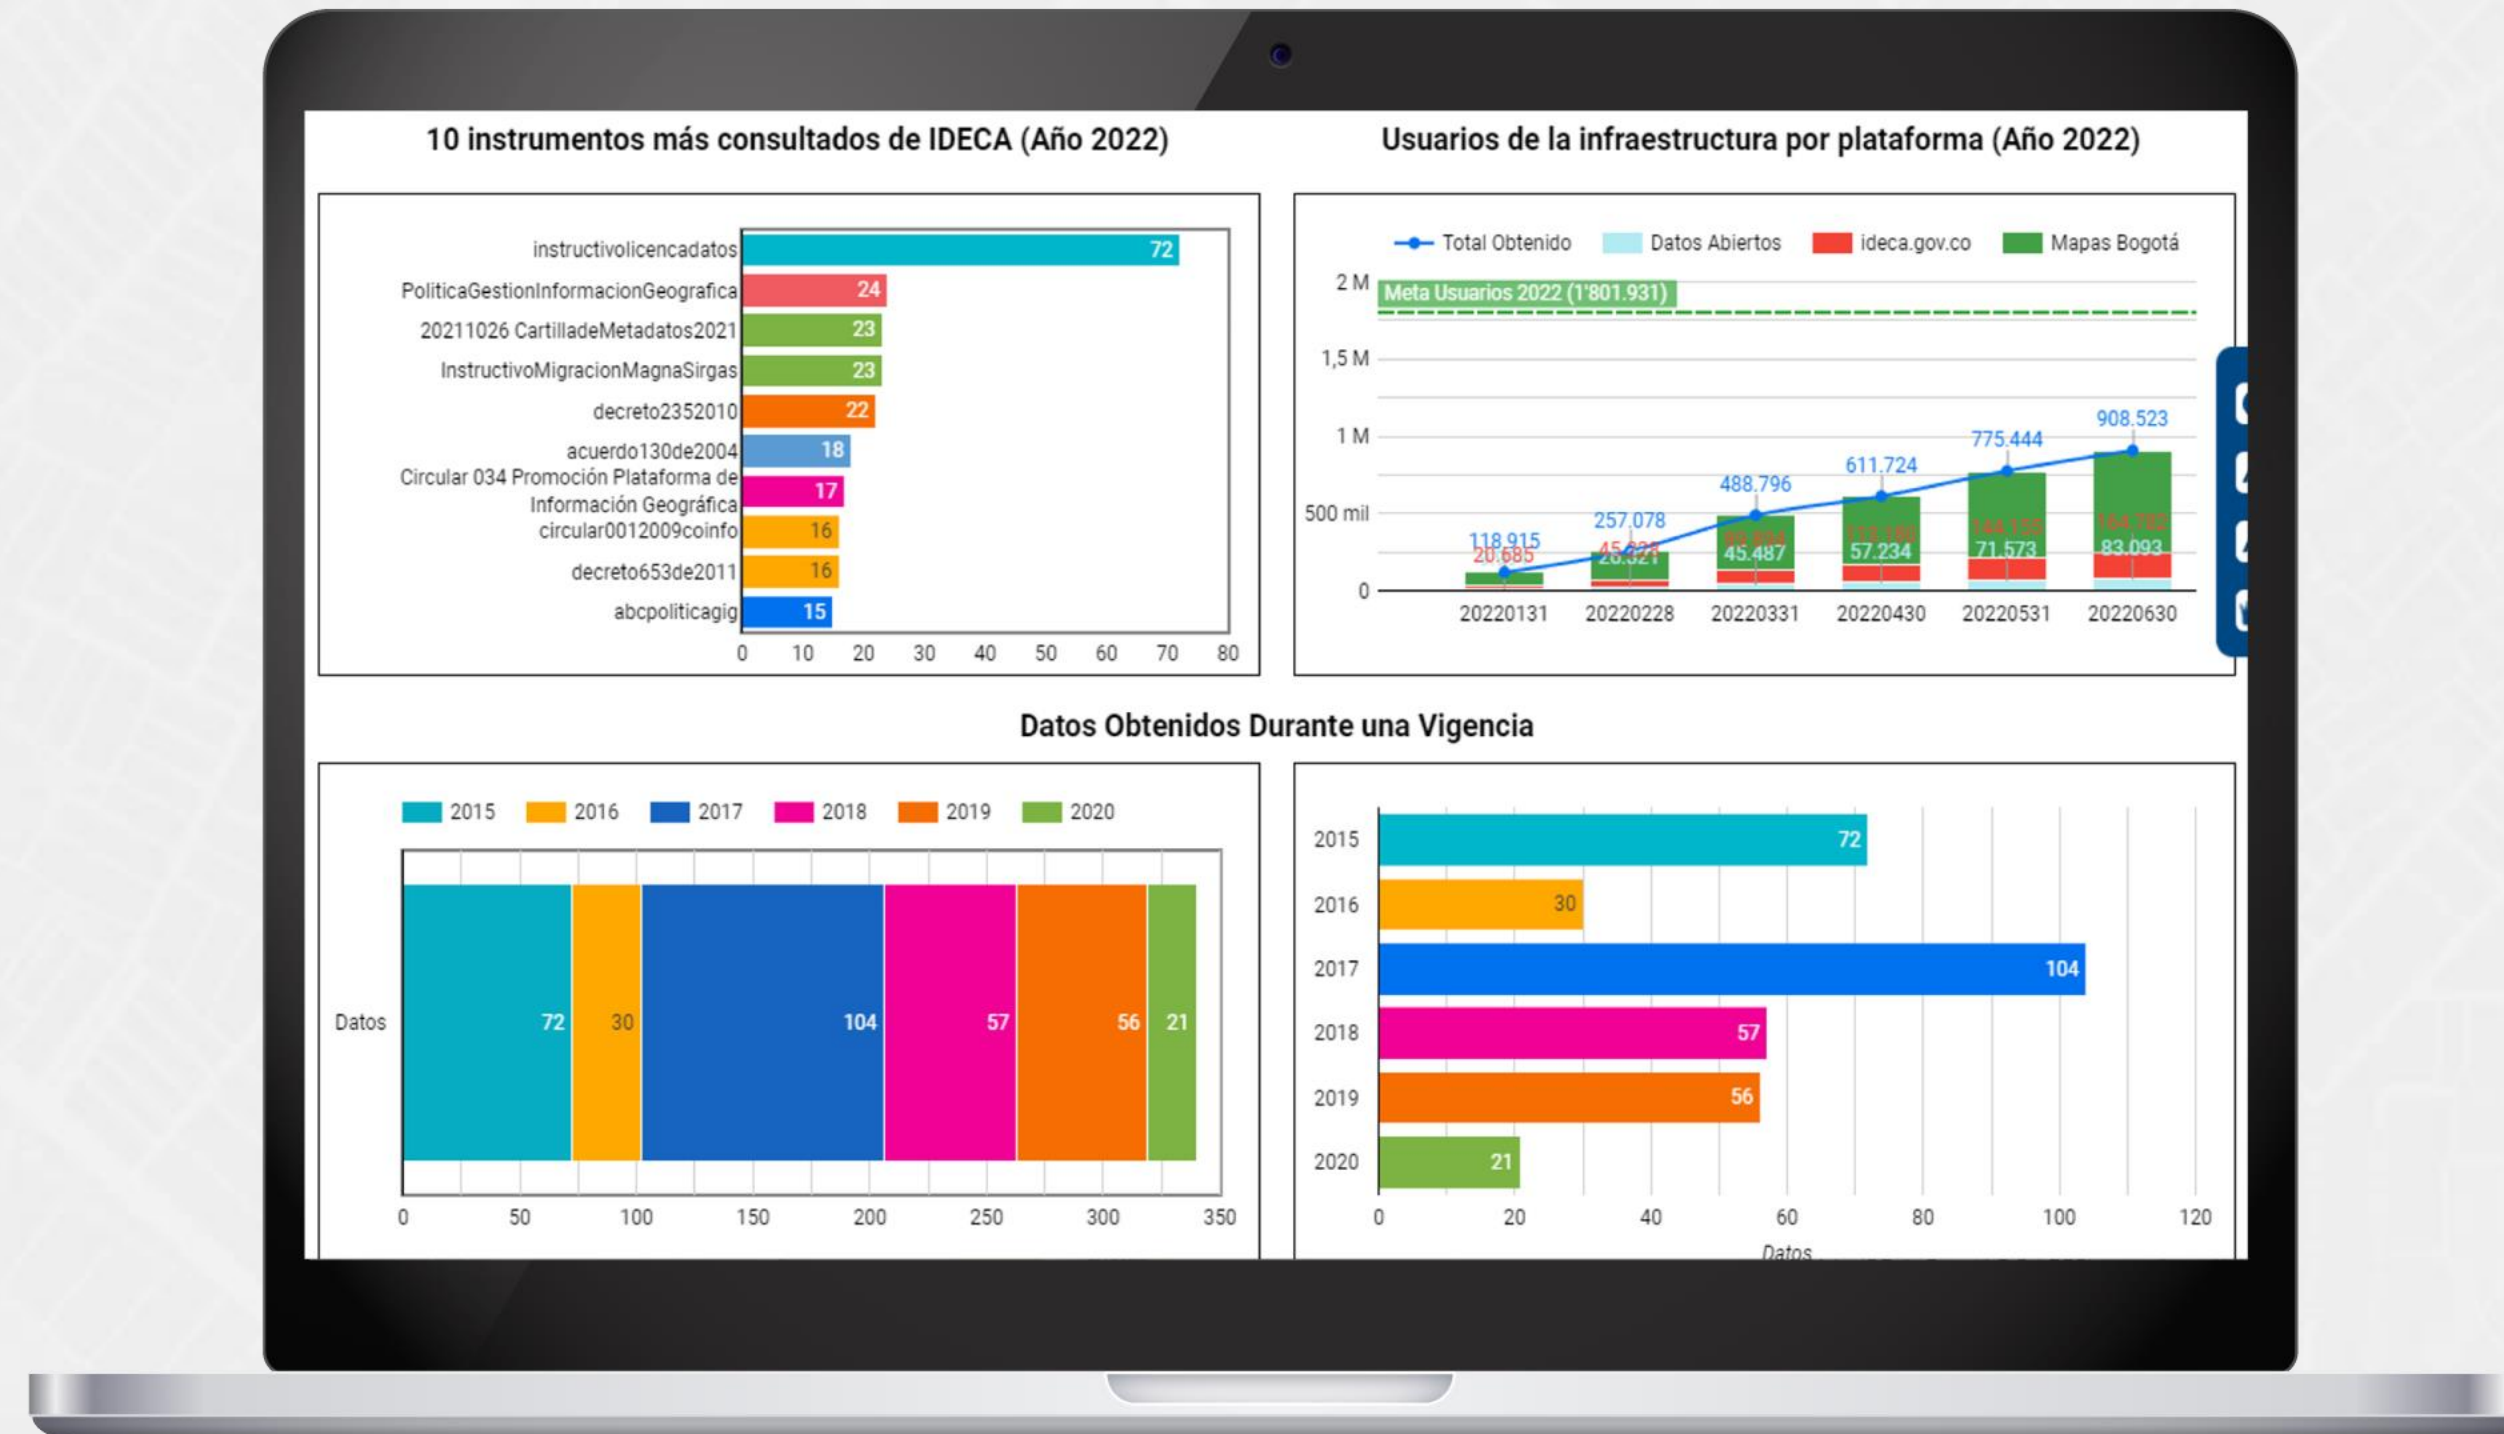 10 instrumentos más consultados de IDECA (Año 2022)
instructivolicencadatos
72
PoliticaGestionInformacionGeografica
24
20211026 CartilladeMetadatos2021
23
InstructivoMigracionMagnaSirgas
23
decreto2352010
22
acuerdo130de2004
18
Circular 034 Promoción Plataforma de
Información Geográfica
17
circular0012009coinfo
16
decreto653de2011
16
abcpoliticagig
15
0 10 20 30 40 50 60 70 80
Usuarios de la infraestructura por plataforma (Año 2022)
Total Obtenido Datos Abiertos ideca.gov.co Mapas Bogotá
2 M
Meta Usuarios 2022 (1'801.931)
1,5 M
1 M
500 mil
0
118.915 257.078 488.796 611.724 775.444 908.523
20.685
45.487 57.234 71.573 83.093
20220131 20220228 20220331 20220430 20220531 20220630
Datos Obtenidos Durante una Vigencia
2015 2016 2017 2018 2019 2020
Datos
72 30 104 57 56 21
0 50 100 150 200 250 300 350
2015
72
2016
30
2017
104
2018
57
2019
56
2020
21
0 20 40 60 80 100 120
Datos